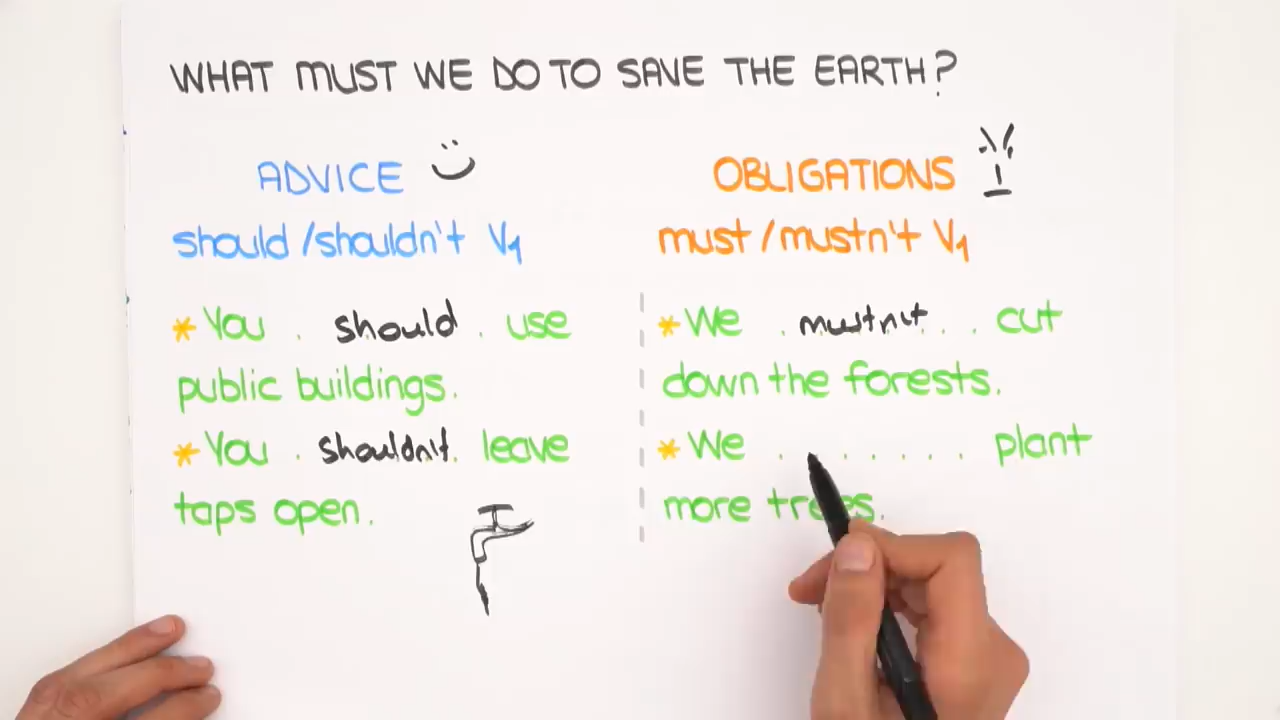 WHAT MUST WE DO TO SAVE THE EARTH?
ADVICE
should/shouldn't V1
* You . should . use
public buildings.
* You . shouldn't. leave
taps open.
OBLIGATIONS
must/mustn't V1
* We . mustn't . . cut
down the forests.
* We . . . . . . . plant
more trees.